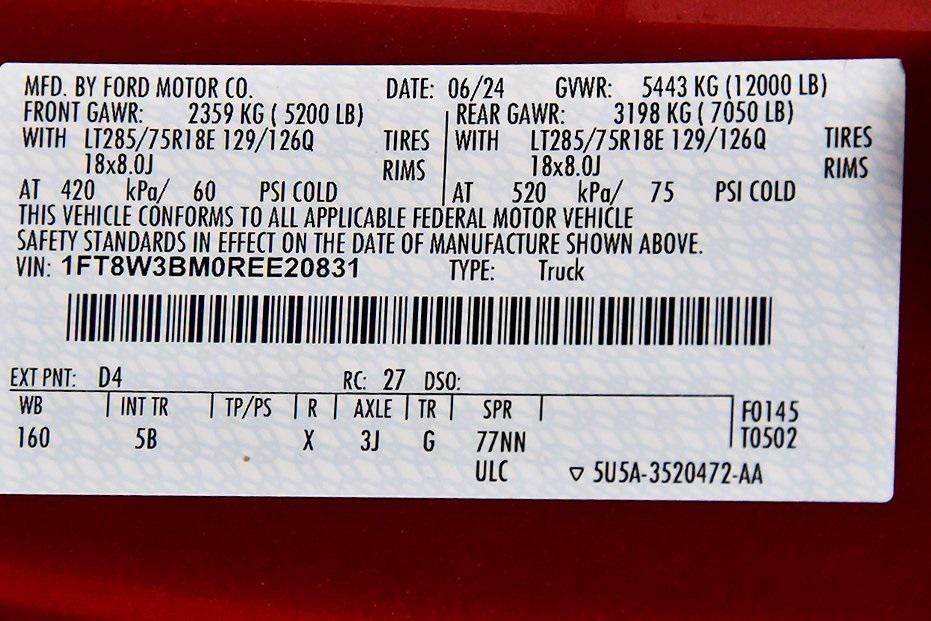 MFD. BY FORD MOTOR CO. DATE: 06/24 GVWR: 5443 KG (12000 LB)
FRONT GAWR: 2359 KG ( 5200 LB) REAR GAWR: 3198 KG ( 7050 LB)
WITH LT285/75R18E 129/126Q TIRES WITH LT285/75R18E 129/126Q TIRES
18x8.0J RIMS 18x8.0J RIMS
AT 420 kPa/ 60 PSI COLD AT 520 kPa/ 75 PSI COLD
THIS VEHICLE CONFORMS TO ALL APPLICABLE FEDERAL MOTOR VEHICLE
SAFETY STANDARDS IN EFFECT ON THE DATE OF MANUFACTURE SHOWN ABOVE.
VIN: 1FT8W3BM0REE20831 TYPE: Truck
EXT PNT: D4 RC: 27 DSO:
WB INT TR TP/PS R AXLE TR SPR F0145
160 5B X 3J G 77NN T0502
ULC ▽ 5U5A-3520472-AA